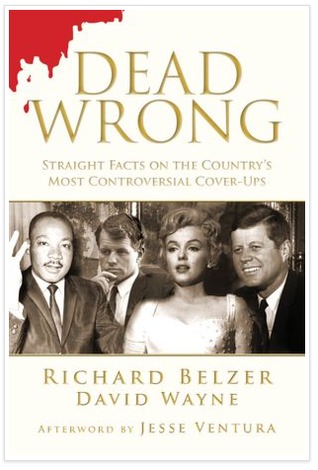 DEAD
WRONG
STRAIGHT FACTS ON THE COUNTRY'S
MOST CONTROVERSIAL COVER-UPS
RICHARD BELZER
DAVID WAYNE
AFTERWORD BY JESSE VENTURA